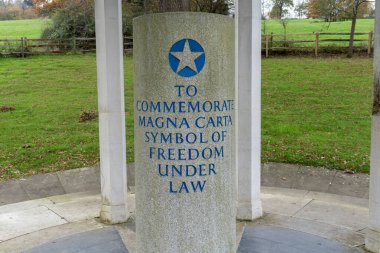 TO
COMMEMORATE
MAGNA CARTA
SYMBOL OF
FREEDOM
UNDER
LAW